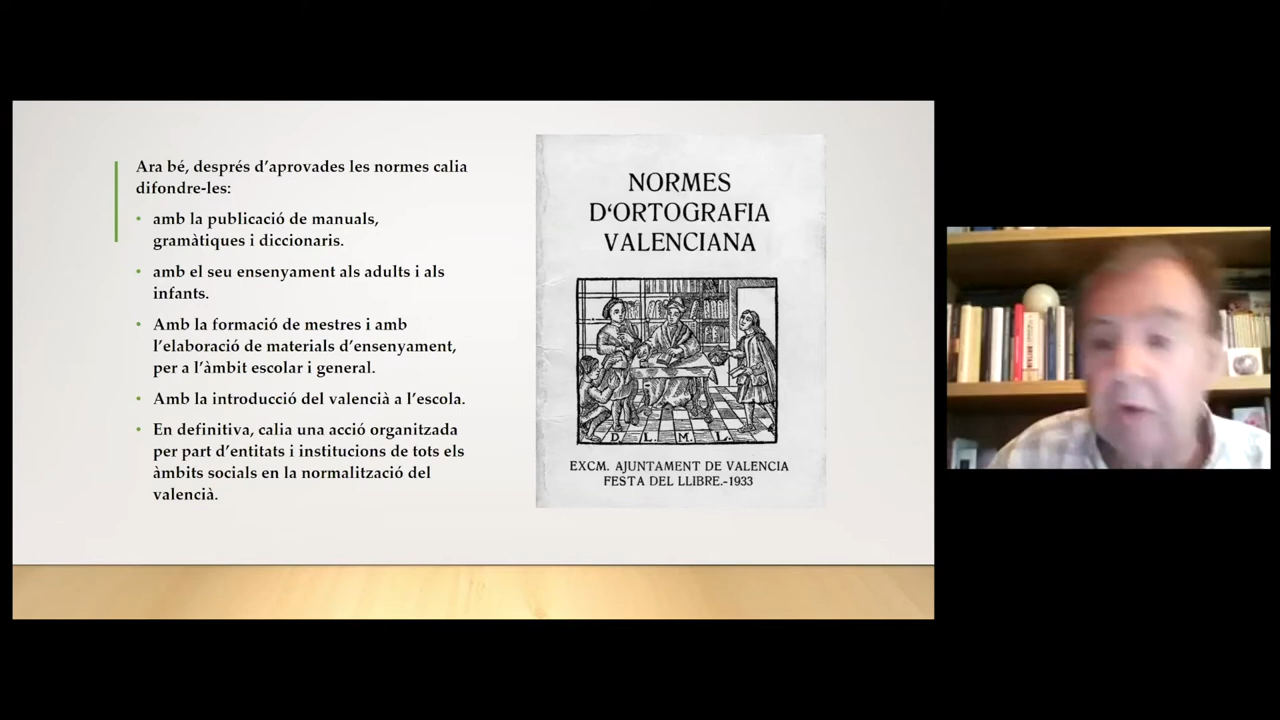 Ara bé, després d’aprovades les normes calia
difondre-les:
• amb la publicació de manuals,
gramàtiques i diccionaris.
• amb el seu ensenyament als adults i als
infants.
• Amb la formació de mestres i amb
l’elaboració de materials d’ensenyament,
per a l’àmbit escolar i general.
• Amb la introducció del valencià a l’escola.
• En definitiva, calia una acció organitzada
per part d’entitats i institucions de tots els
àmbits socials en la normalització del
valencià.
NORMES
D‘ORTOGRAFIA
VALENCIANA
D. L. M. L.
EXCM. AJUNTAMENT DE VALENCIA
FESTA DEL LLIBRE.-1933